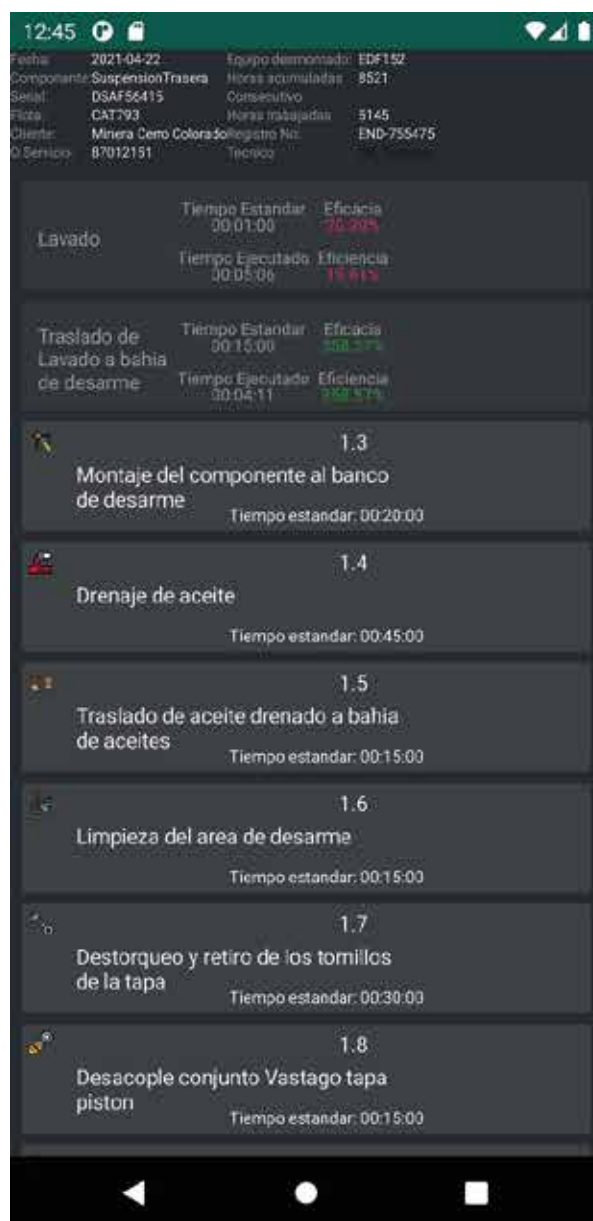 12:45
Fecha: 2021-04-22 Equipo desmontado: EDF152
Componente: SuspensionTrasera Horas acumuladas 8521
Serial: DSAF56415 Consecutivo
Flota: CAT793 Horas trabajadas 5145
Cliente: Minera Cerro Colorado Registro No: END-755475
O.Servicio: 87012151 Tecnico
Lavado
Tiempo Estandar Eficacia
00:01:00
Tiempo Ejecutado Eficiencia
00:05:06
Traslado de Lavado a bahia de desarme
Tiempo Estandar Eficacia
00:15:00
Tiempo Ejecutado Eficiencia
00:04:11
1.3
Montaje del componente al banco
de desarme
Tiempo estandar: 00:20:00
1.4
Drenaje de aceite
Tiempo estandar: 00:45:00
1.5
Traslado de aceite drenado a bahia
de aceites
Tiempo estandar: 00:15:00
1.6
Limpieza del area de desarme
Tiempo estandar: 00:15:00
1.7
Destorqueo y retiro de los tornillos
de la tapa
Tiempo estandar: 00:30:00
1.8
Desacople conjunto Vastago tapa
piston
Tiempo estandar: 00:15:00